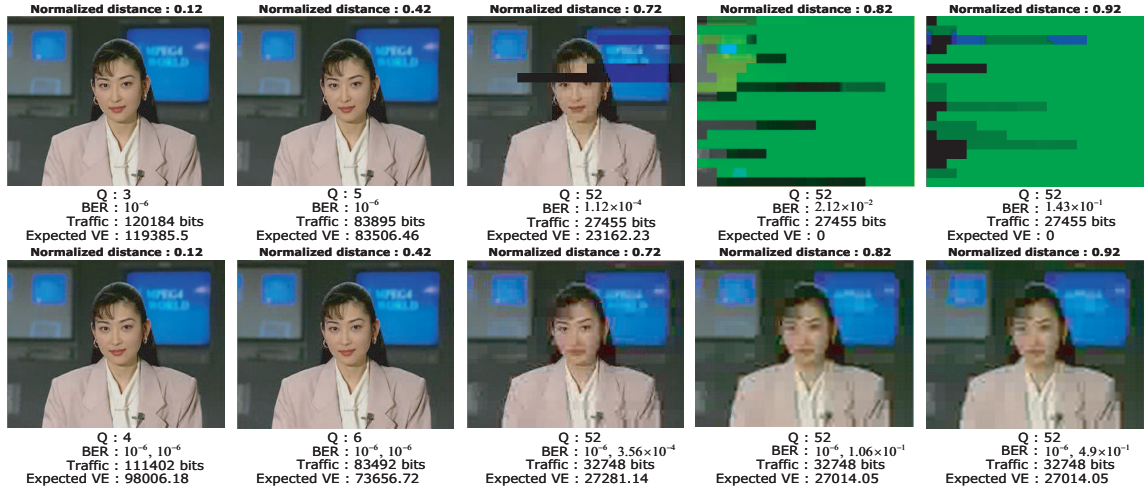 Normalized distance : 0.12
Normalized distance : 0.42
Normalized distance : 0.72
Normalized distance : 0.82
Normalized distance : 0.92
MPEG4
WORLD
MPEG4
WORLD
Q : 3
BER : 10⁻⁶
Traffic : 120184 bits
Expected VE : 119385.5
Q : 5
BER : 10⁻⁶
Traffic : 83895 bits
Expected VE : 83506.46
Q : 52
BER : 1.12×10⁻⁴
Traffic : 27455 bits
Expected VE : 23162.23
Q : 52
BER : 2.12×10⁻²
Traffic : 27455 bits
Expected VE : 0
Q : 52
BER : 1.43×10⁻¹
Traffic : 27455 bits
Expected VE : 0
Normalized distance : 0.12
Normalized distance : 0.42
Normalized distance : 0.72
Normalized distance : 0.82
Normalized distance : 0.92
MPEG4
WORLD
MPEG4
WORLD
Q : 4
BER : 10⁻⁶, 10⁻⁶
Traffic : 111402 bits
Expected VE : 98006.18
Q : 6
BER : 10⁻⁶, 10⁻⁶
Traffic : 83492 bits
Expected VE : 73656.72
Q : 52
BER : 10⁻⁶, 3.56×10⁻⁴
Traffic : 32748 bits
Expected VE : 27281.14
Q : 52
BER : 10⁻⁶, 1.06×10⁻¹
Traffic : 32748 bits
Expected VE : 27014.05
Q : 52
BER : 10⁻⁶, 4.9×10⁻¹
Traffic : 32748 bits
Expected VE : 27014.05